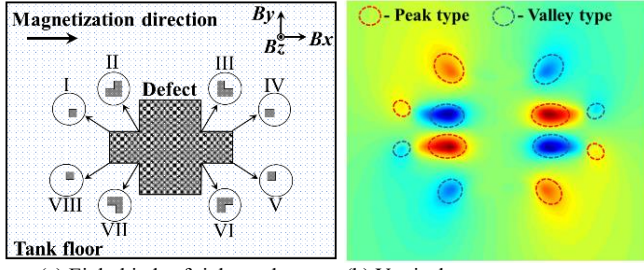 Magnetization direction
By
Bz
Bx
I
II
Defect
III
IV
VIII
VII
VI
V
Tank floor
- Peak type
- Valley type